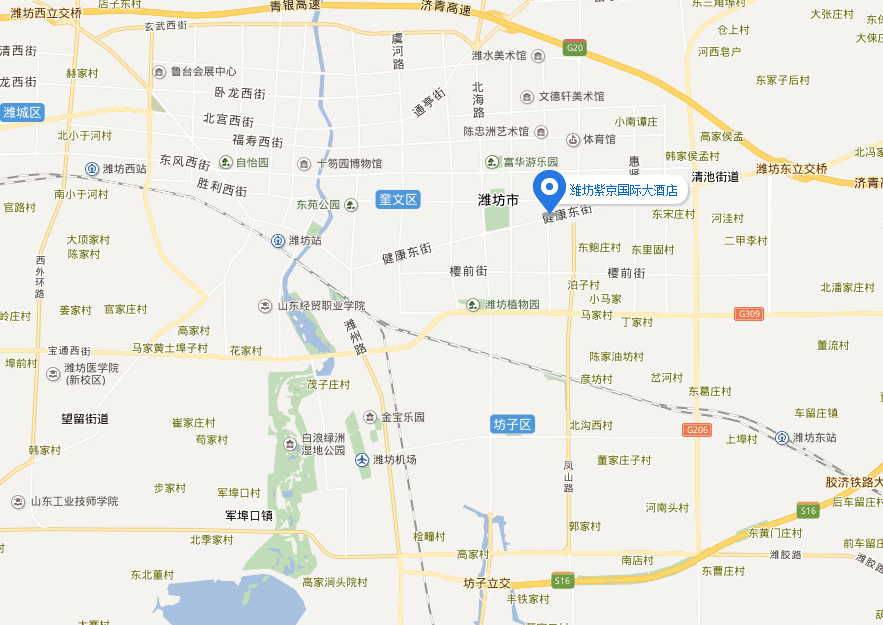 店子东村
青银高速
济青高速
东三角埠村
潍坊西立交桥
大张庄村
玄武西街
仓上村
虞河路
清西街
潍水美术馆
G20
河西皂户
赫家村
鲁台会展中心
龙西街
东家子后村
卧龙西街
北海路
通亭街
文德轩美术馆
潍城区
北宫西街
小南谭庄
北小于河村
陈忠洲艺术馆
体育馆
高家侯孟
福寿西街
韩家侯孟村
东风西街
自怡园
十笏园博物馆
富华游乐园
潍坊东立交桥
潍坊西站
清池街道
胜利西街
潍坊紫京国际大酒店
济青高
南小于村
奎文区
潍坊市
东苑公园
官路村
健康东街
东宋庄村
河洼村
大项家村
潍坊站
二甲李村
陈家村
健康东街
东鲍庄村
东里固村
西外环路
樱前街
樱前街
泊子村
北潘家庄村
小马家
姜家村
官家庄村
山东经贸职业学院
潍坊植物园
马家村
丁家村
G309
高家村
潍州路
宝通西街
马家黄土埠子村
花家村
董流村
埠前村
潍坊医学院
(新校区)
陈家油坊村
茂子庄村
彦坊村
岔河村
东葛庄村
望留街道
崔家庄村
金宝乐园
坊子区
北沟西村
车留庄镇
荀家村
G206
白浪绿洲
湿地公园
上埠村
潍坊东站
韩家村
潍坊机场
董家庄子村
凤山路
步家村
军埠口村
山东工业技师学院
河南头村
后车留庄村
军埠口镇
S16
郭家村
东黄门庄村
北季家村
桧疃村
前车留庄
高家村
潍胶路
南店村
东曹庄村
东北董村
高家涧头院村
坊子立交
S16
丰铁家村